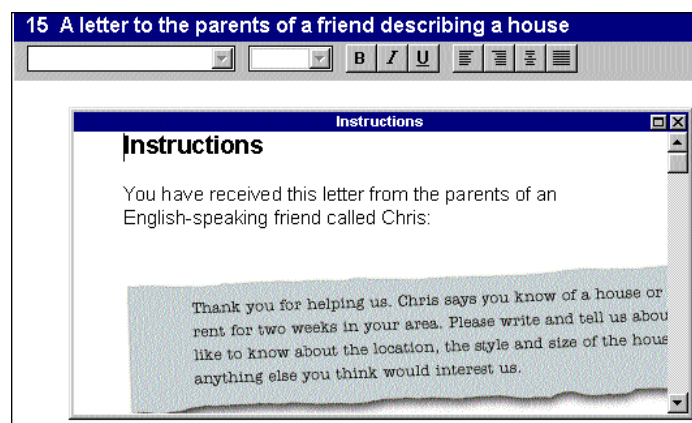 15 A letter to the parents of a friend describing a house
B I U
Instructions
Instructions
You have received this letter from the parents of an
English-speaking friend called Chris:
Thank you for helping us. Chris says you know of a house or
rent for two weeks in your area. Please write and tell us abou
like to know about the location, the style and size of the hous
anything else you think would interest us.